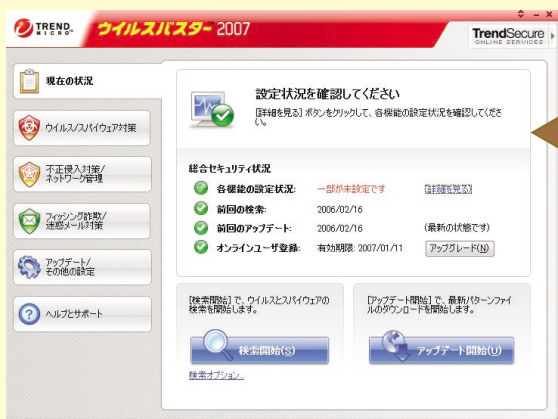 TREND MICRO
ウイルスバスター 2007
TrendSecure
ONLINE SERVICES
現在の状況
ウイルス/スパイウェア対策
不正侵入対策/
ネットワーク管理
フィッシング詐欺/
迷惑メール対策
アップデート/
その他の設定
ヘルプとサポート
設定状況を確認してください
[詳細を見る] ボタンをクリックして、各機能の設定状況を確認してくださ
い。
総合セキュリティ状況
各機能の設定状況: 一部が未設定です [詳細を見る]
前回の検索: 2006/02/16
前回のアップデート: 2006/02/16 (最新の状態です)
オンラインユーザ登録: 有効期限: 2007/01/11 アップグレード(N)
[検索開始] で、ウイルスとスパイウェアの
検索を開始します。
検索開始(S)
検索オプション...
[アップデート開始] で、最新パターンファイ
ルのダウンロードを開始します。
アップデート開始(U)